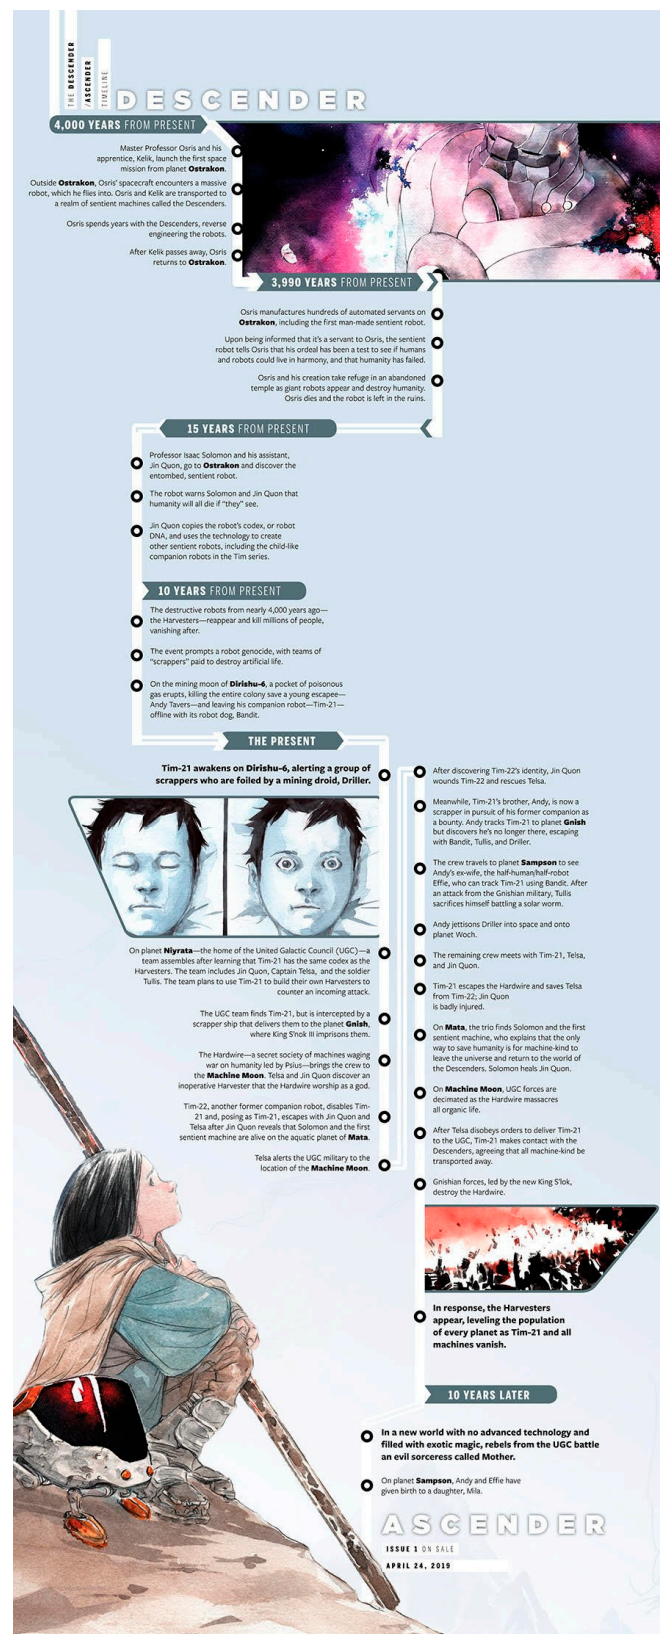 THE DESCENDER
/ASCENDER
TIMELINE
DESCENDER
4,000 YEARS FROM PRESENT
Master Professor Osris and his
apprentice, Kelik, launch the first space
mission from planet Ostrakon.
Outside Ostrakon, Osris' spacecraft encounters a massive
robot, which he flies into. Osris and Kelik are transported to
a realm of sentient machines called the Descenders.
Osris spends years with the Descenders, reverse
engineering the robots.
After Kelik passes away, Osris
returns to Ostrakon.
3,990 YEARS FROM PRESENT
Osris manufactures hundreds of automated servants on
Ostrakon, including the first man-made sentient robot.
Upon being informed that it's a servant to Osris, the sentient
robot tells Osris that his ordeal has been a test to see if humans
and robots could live in harmony, and that humanity has failed.
Osris and his creation take refuge in an abandoned
temple as giant robots appear and destroy humanity.
Osris dies and the robot is left in the ruins.
15 YEARS FROM PRESENT
Professor Isaac Solomon and his assistant,
Jin Quon, go to Ostrakon and discover the
entombed, sentient robot.
The robot warns Solomon and Jin Quon that
humanity will all die if "they" see.
Jin Quon copies the robot's codex, or robot
DNA, and uses the technology to create
other sentient robots, including the child-like
companion robots in the Tim series.
10 YEARS FROM PRESENT
The destructive robots from nearly 4,000 years ago—
the Harvesters—reappear and kill millions of people,
vanishing after.
The event prompts a robot genocide, with teams of
"scrappers" paid to destroy artificial life.
On the mining moon of Dirishu-6, a pocket of poisonous
gas erupts, killing the entire colony save a young escapee—
Andy Tavers—and leaving his companion robot—Tim-21—
offline with its robot dog, Bandit.
THE PRESENT
Tim-21 awakens on Dirishu-6, alerting a group of
scrappers who are foiled by a mining droid, Driller.
On planet Niyrata—the home of the United Galactic Council (UGC)—a
team assembles after learning that Tim-21 has the same codex as the
Harvesters. The team includes Jin Quon, Captain Telsa, and the soldier
Tullis. The team plans to use Tim-21 to build their own Harvesters to
counter an incoming attack.
The UGC team finds Tim-21, but is intercepted by a
scrapper ship that delivers them to the planet Gnish,
where King S'nok III imprisons them.
The Hardwire—a secret society of machines waging
war on humanity led by Psius—brings the crew to
the Machine Moon. Telsa and Jin Quon discover an
inoperative Harvester that the Hardwire worship as a god.
Tim-22, another former companion robot, disables Tim-
21 and, posing as Tim-21, escapes with Jin Quon and
Telsa after Jin Quon reveals that Solomon and the first
sentient machine are alive on the aquatic planet of Mata.
Telsa alerts the UGC military to the
location of the Machine Moon.
After discovering Tim-22's identity, Jin Quon
wounds Tim-22 and rescues Telsa.
Meanwhile, Tim-21's brother, Andy, is now a
scrapper in pursuit of his former companion as
a bounty. Andy tracks Tim-21 to planet Gnish
but discovers he's no longer there, escaping
with Bandit, Tullis, and Driller.
The crew travels to planet Sampson to see
Andy's ex-wife, the half-human/half-robot
Effie, who can track Tim-21 using Bandit. After
an attack from the Gnishian military, Tullis
sacrifices himself battling a solar worm.
Andy jettisons Driller into space and onto
planet Woch.
The remaining crew meets with Tim-21, Telsa,
and Jin Quon.
Tim-21 escapes the Hardwire and saves Telsa
from Tim-22; Jin Quon
is badly injured.
On Mata, the trio finds Solomon and the first
sentient machine, who explains that the only
way to save humanity is for machine-kind to
leave the universe and return to the world of
the Descenders. Solomon heals Jin Quon.
On Machine Moon, UGC forces are
decimated as the Hardwire massacres
all organic life.
After Telsa disobeys orders to deliver Tim-21
to the UGC, Tim-21 makes contact with the
Descenders, agreeing that all machine-kind be
transported away.
Gnishian forces, led by the new King S'lok,
destroy the Hardwire.
In response, the Harvesters
appear, leveling the population
of every planet as Tim-21 and all
machines vanish.
10 YEARS LATER
In a new world with no advanced technology and
filled with exotic magic, rebels from the UGC battle
an evil sorceress called Mother.
On planet Sampson, Andy and Effie have
given birth to a daughter, Mila.
ASCENDER
ISSUE 1 ON SALE
APRIL 24, 2019